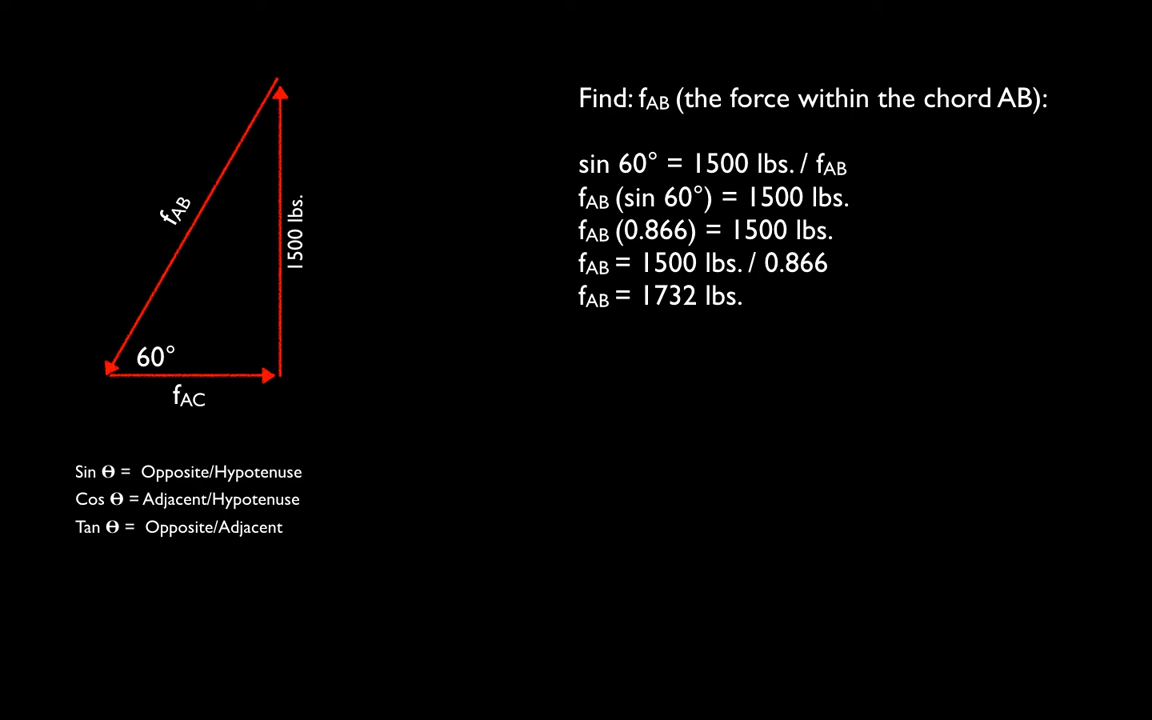 Find: fAB (the force within the chord AB):
sin 60° = 1500 lbs. / fAB
fAB (sin 60°) = 1500 lbs.
fAB (0.866) = 1500 lbs.
fAB = 1500 lbs. / 0.866
fAB = 1732 lbs.
fAB
1500 lbs.
60°
fAC
Sin Θ = Opposite/Hypotenuse
Cos Θ = Adjacent/Hypotenuse
Tan Θ = Opposite/Adjacent